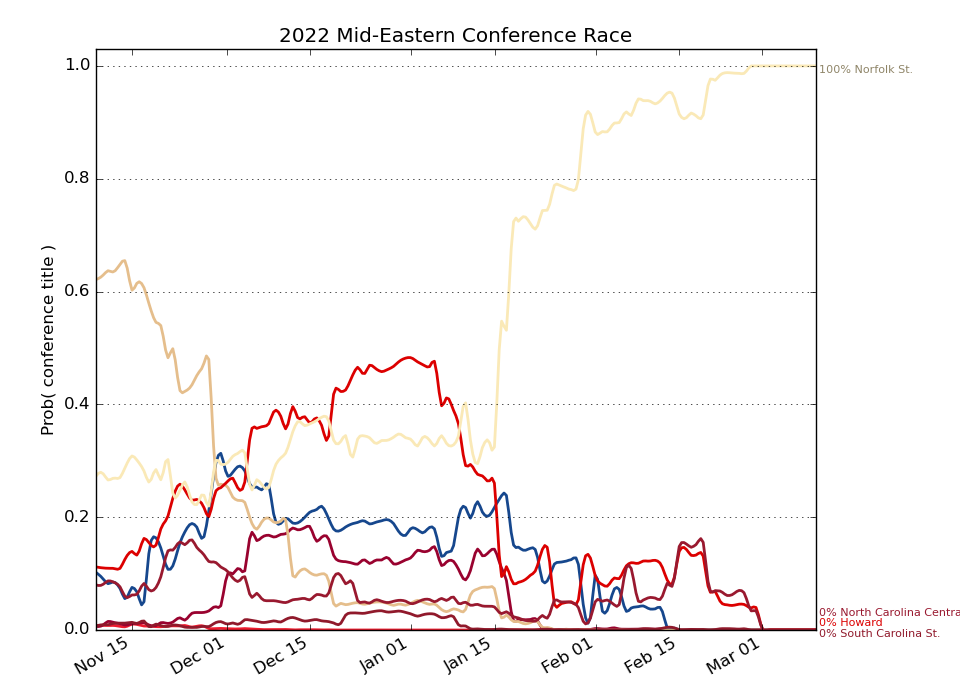 2022 Mid-Eastern Conference Race
Prob( conference title )
1.0
0.8
0.6
0.4
0.2
0.0
Nov 15
Dec 01
Dec 15
Jan 01
Jan 15
Feb 01
Feb 15
Mar 01
100% Norfolk St.
0% North Carolina Centra
0% Howard
0% South Carolina St.